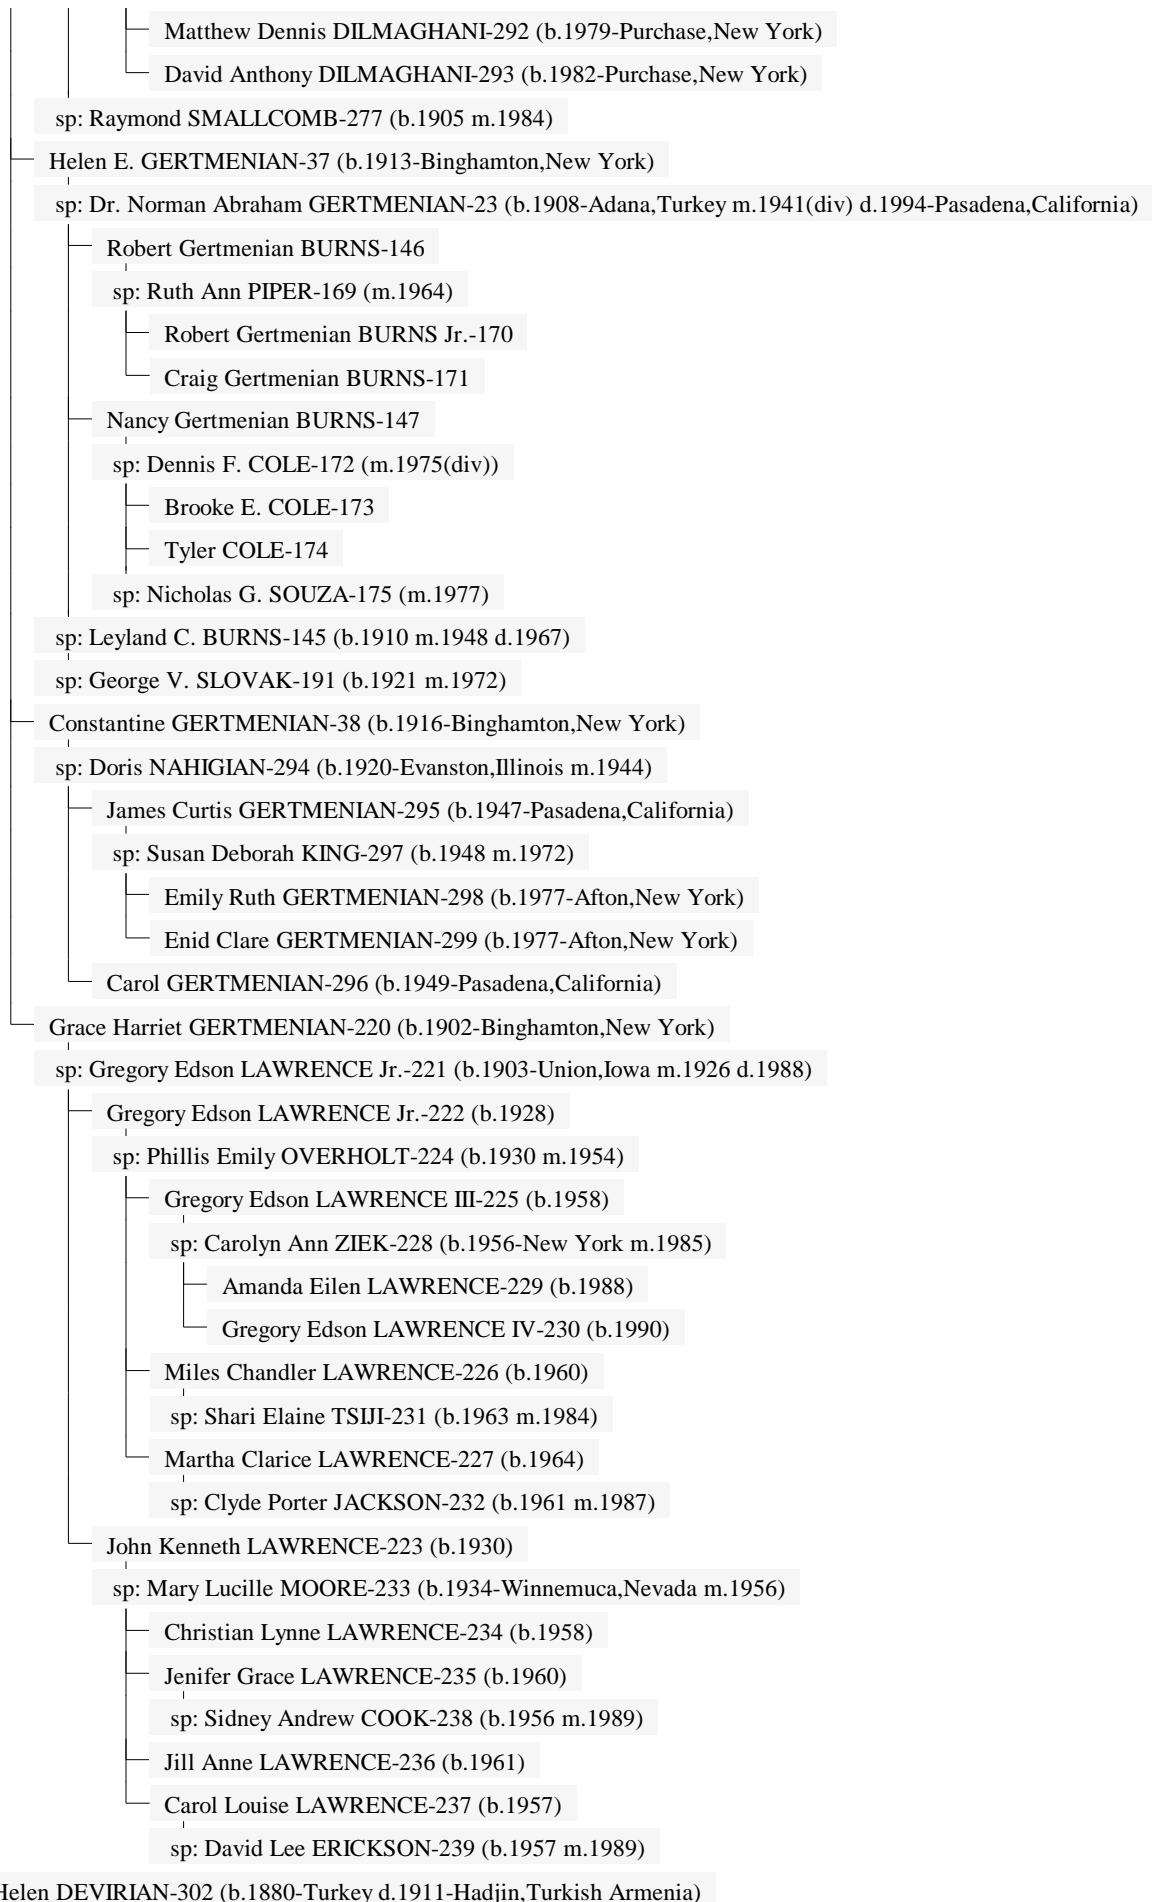 Matthew Dennis DILMAGHANI-292 (b.1979-Purchase,New York)
David Anthony DILMAGHANI-293 (b.1982-Purchase,New York)
sp: Raymond SMALLCOMB-277 (b.1905 m.1984)
Helen E. GERTMENIAN-37 (b.1913-Binghamton,New York)
sp: Dr. Norman Abraham GERTMENIAN-23 (b.1908-Adana,Turkey m.1941(div) d.1994-Pasadena,California)
Robert Gertmenian BURNS-146
sp: Ruth Ann PIPER-169 (m.1964)
Robert Gertmenian BURNS Jr.-170
Craig Gertmenian BURNS-171
Nancy Gertmenian BURNS-147
sp: Dennis F. COLE-172 (m.1975(div))
Brooke E. COLE-173
Tyler COLE-174
sp: Nicholas G. SOUZA-175 (m.1977)
sp: Leyland C. BURNS-145 (b.1910 m.1948 d.1967)
sp: George V. SLOVAK-191 (b.1921 m.1972)
Constantine GERTMENIAN-38 (b.1916-Binghamton,New York)
sp: Doris NAHIGIAN-294 (b.1920-Evanston,Illinois m.1944)
James Curtis GERTMENIAN-295 (b.1947-Pasadena,California)
sp: Susan Deborah KING-297 (b.1948 m.1972)
Emily Ruth GERTMENIAN-298 (b.1977-Afton,New York)
Enid Clare GERTMENIAN-299 (b.1977-Afton,New York)
Carol GERTMENIAN-296 (b.1949-Pasadena,California)
Grace Harriet GERTMENIAN-220 (b.1902-Binghamton,New York)
sp: Gregory Edson LAWRENCE Jr.-221 (b.1903-Union,Iowa m.1926 d.1988)
Gregory Edson LAWRENCE Jr.-222 (b.1928)
sp: Phillis Emily OVERHOLT-224 (b.1930 m.1954)
Gregory Edson LAWRENCE III-225 (b.1958)
sp: Carolyn Ann ZIEK-228 (b.1956-New York m.1985)
Amanda Eilen LAWRENCE-229 (b.1988)
Gregory Edson LAWRENCE IV-230 (b.1990)
Miles Chandler LAWRENCE-226 (b.1960)
sp: Shari Elaine TSIJI-231 (b.1963 m.1984)
Martha Clarice LAWRENCE-227 (b.1964)
sp: Clyde Porter JACKSON-232 (b.1961 m.1987)
John Kenneth LAWRENCE-223 (b.1930)
sp: Mary Lucille MOORE-233 (b.1934-Winnemuca,Nevada m.1956)
Christian Lynne LAWRENCE-234 (b.1958)
Jenifer Grace LAWRENCE-235 (b.1960)
sp: Sidney Andrew COOK-238 (b.1956 m.1989)
Jill Anne LAWRENCE-236 (b.1961)
Carol Louise LAWRENCE-237 (b.1957)
sp: David Lee ERICKSON-239 (b.1957 m.1989)
Helen DEVIRIAN-302 (b.1880-Turkey d.1911-Hadjin,Turkish Armenia)